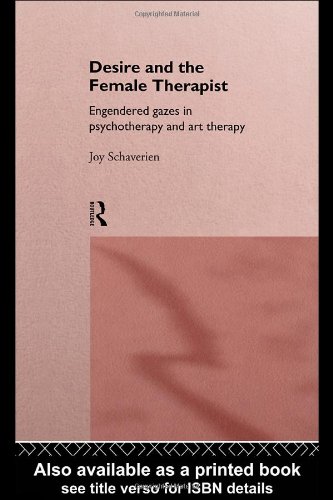 Desire and the
Female Therapist
Engendered gazes in
psychotherapy and art therapy
Joy Schaverien
ROUTLEDGE
Also available as a printed book
see title verso for ISBN details